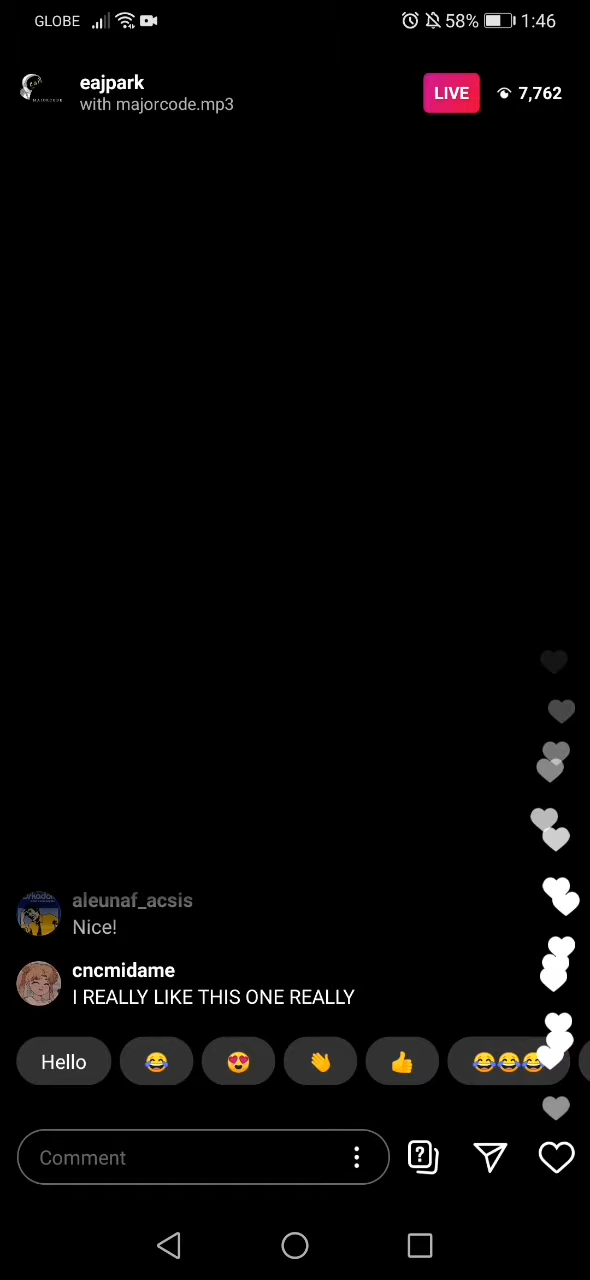 GLOBE 58% 1:46
eajpark
with majorcode.mp3
LIVE 7,762
aleunaf_acsis
Nice!
cncmidame
I REALLY LIKE THIS ONE REALLY
Hello
Comment